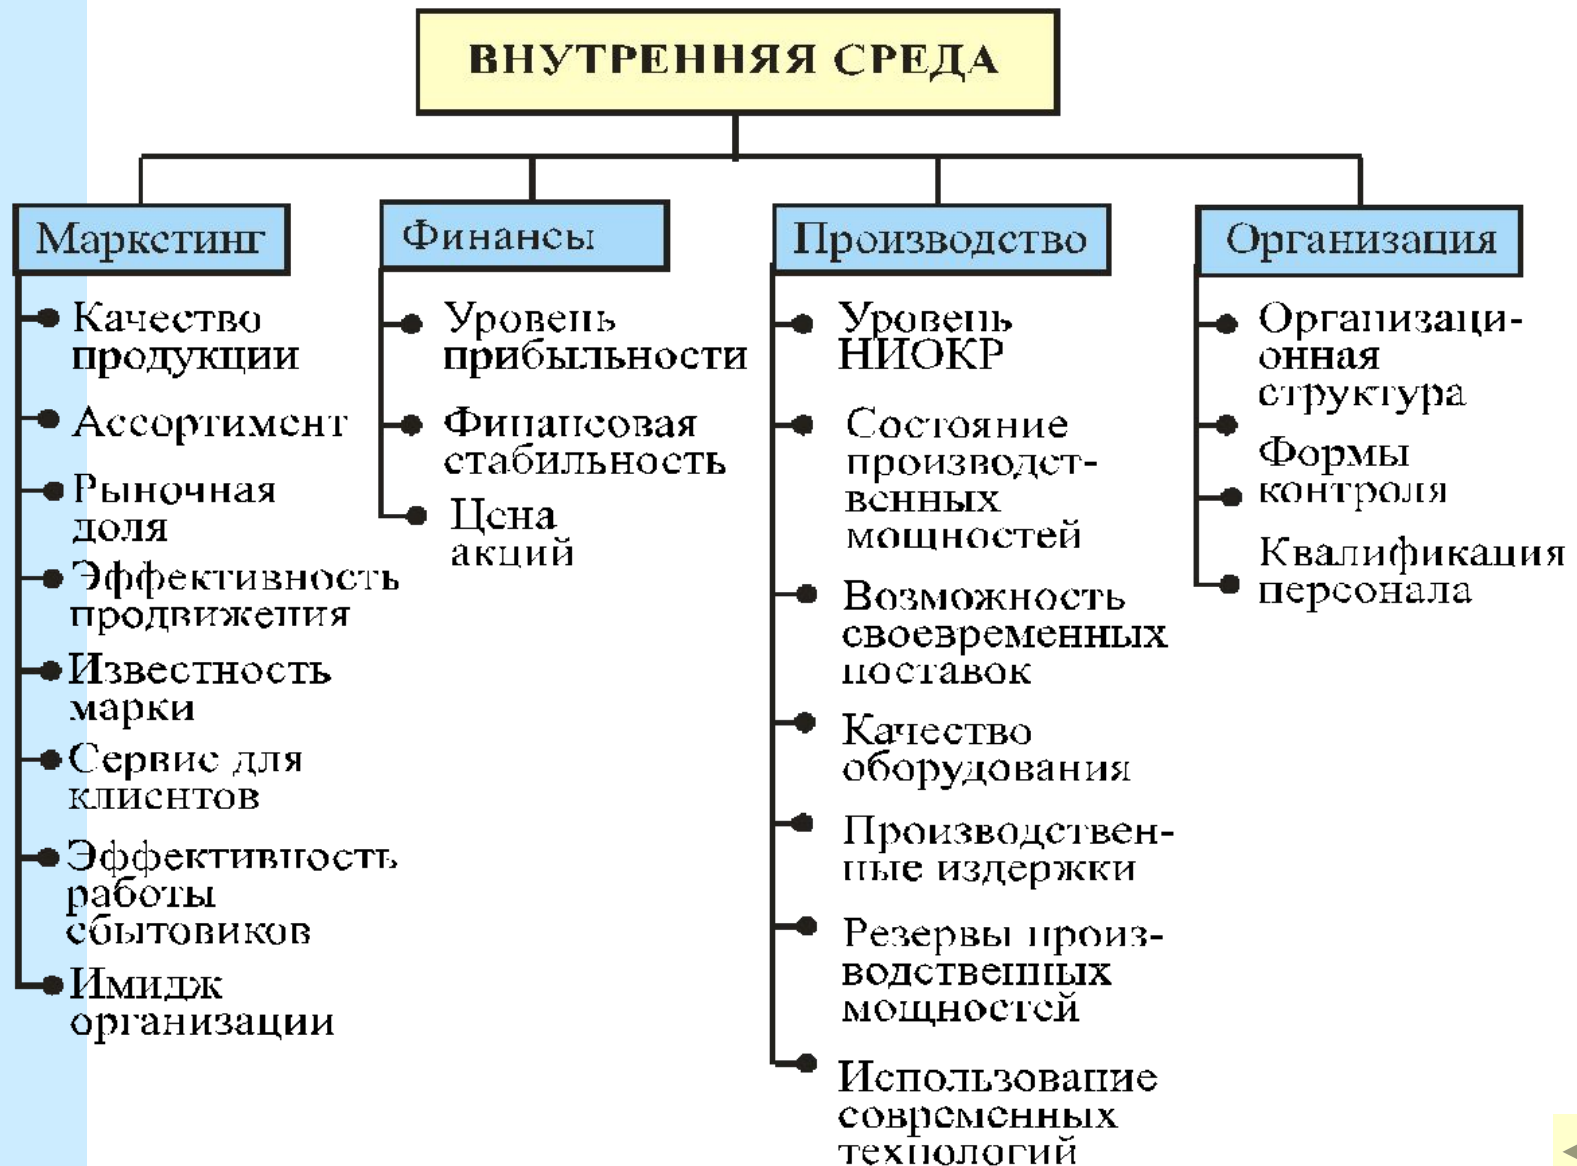 ВНУТРЕННЯЯ СРЕДА
Маркетинг
Качество
продукции
Ассортимент
Рыночная
доля
Эффективность
продвижения
Известность
марки
Сервис для
клиентов
Эффективность
работы
сбытовиков
Имидж
организации
Финансы
Уровень
прибыльности
Финансовая
стабильность
Цена
акций
Производство
Уровень
НИОКР
Состояние
производст-
венных
мощностей
Возможность
своевременных
поставок
Качество
оборудования
Производствен-
ные издержки
Резервы произ-
водственных
мощностей
Использование
современных
технологий
Организация
Организаци-
онная
структура
Формы
контроля
Квалификация
персонала